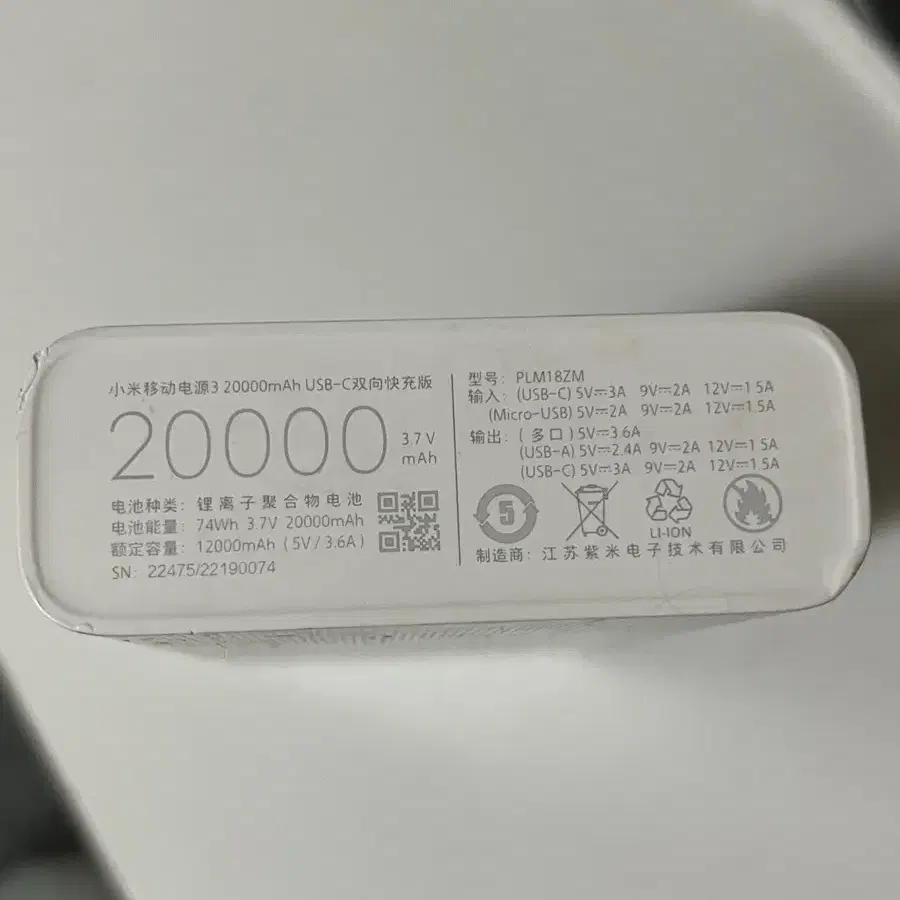 小米移动电源3 20000mAh USB-C双向快充版
20000 3.7 V mAh
电池种类: 锂离子聚合物电池
电池能量: 74Wh 3.7V 20000mAh
额定容量: 12000mAh (5V/3.6A)
SN: 22475/22190074
型号: PLM18ZM
输入: (USB-C) 5V⎓3A 9V⎓2A 12V⎓1.5A
(Micro-USB) 5V⎓2A 9V⎓2A 12V⎓1.5A
输出: (多口) 5V⎓3.6A
(USB-A) 5V⎓2.4A 9V⎓2A 12V⎓1.5A
(USB-C) 5V⎓3A 9V⎓2A 12V⎓1.5A
5
LI-ION
制造商: 江苏紫米电子技术有限公司